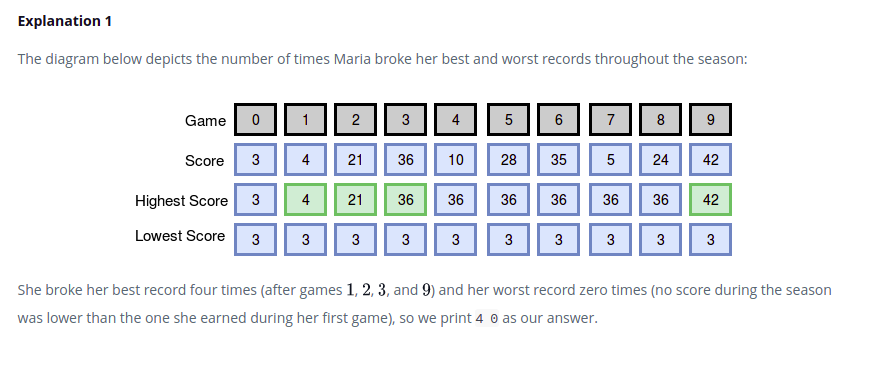 Explanation 1
The diagram below depicts the number of times Maria broke her best and worst records throughout the season:
Game 0 1 2 3 4 5 6 7 8 9
Score 3 4 21 36 10 28 35 5 24 42
Highest Score 3 4 21 36 36 36 36 36 36 42
Lowest Score 3 3 3 3 3 3 3 3 3 3
She broke her best record four times (after games 1, 2, 3, and 9) and her worst record zero times (no score during the season
was lower than the one she earned during her first game), so we print 4 0 as our answer.